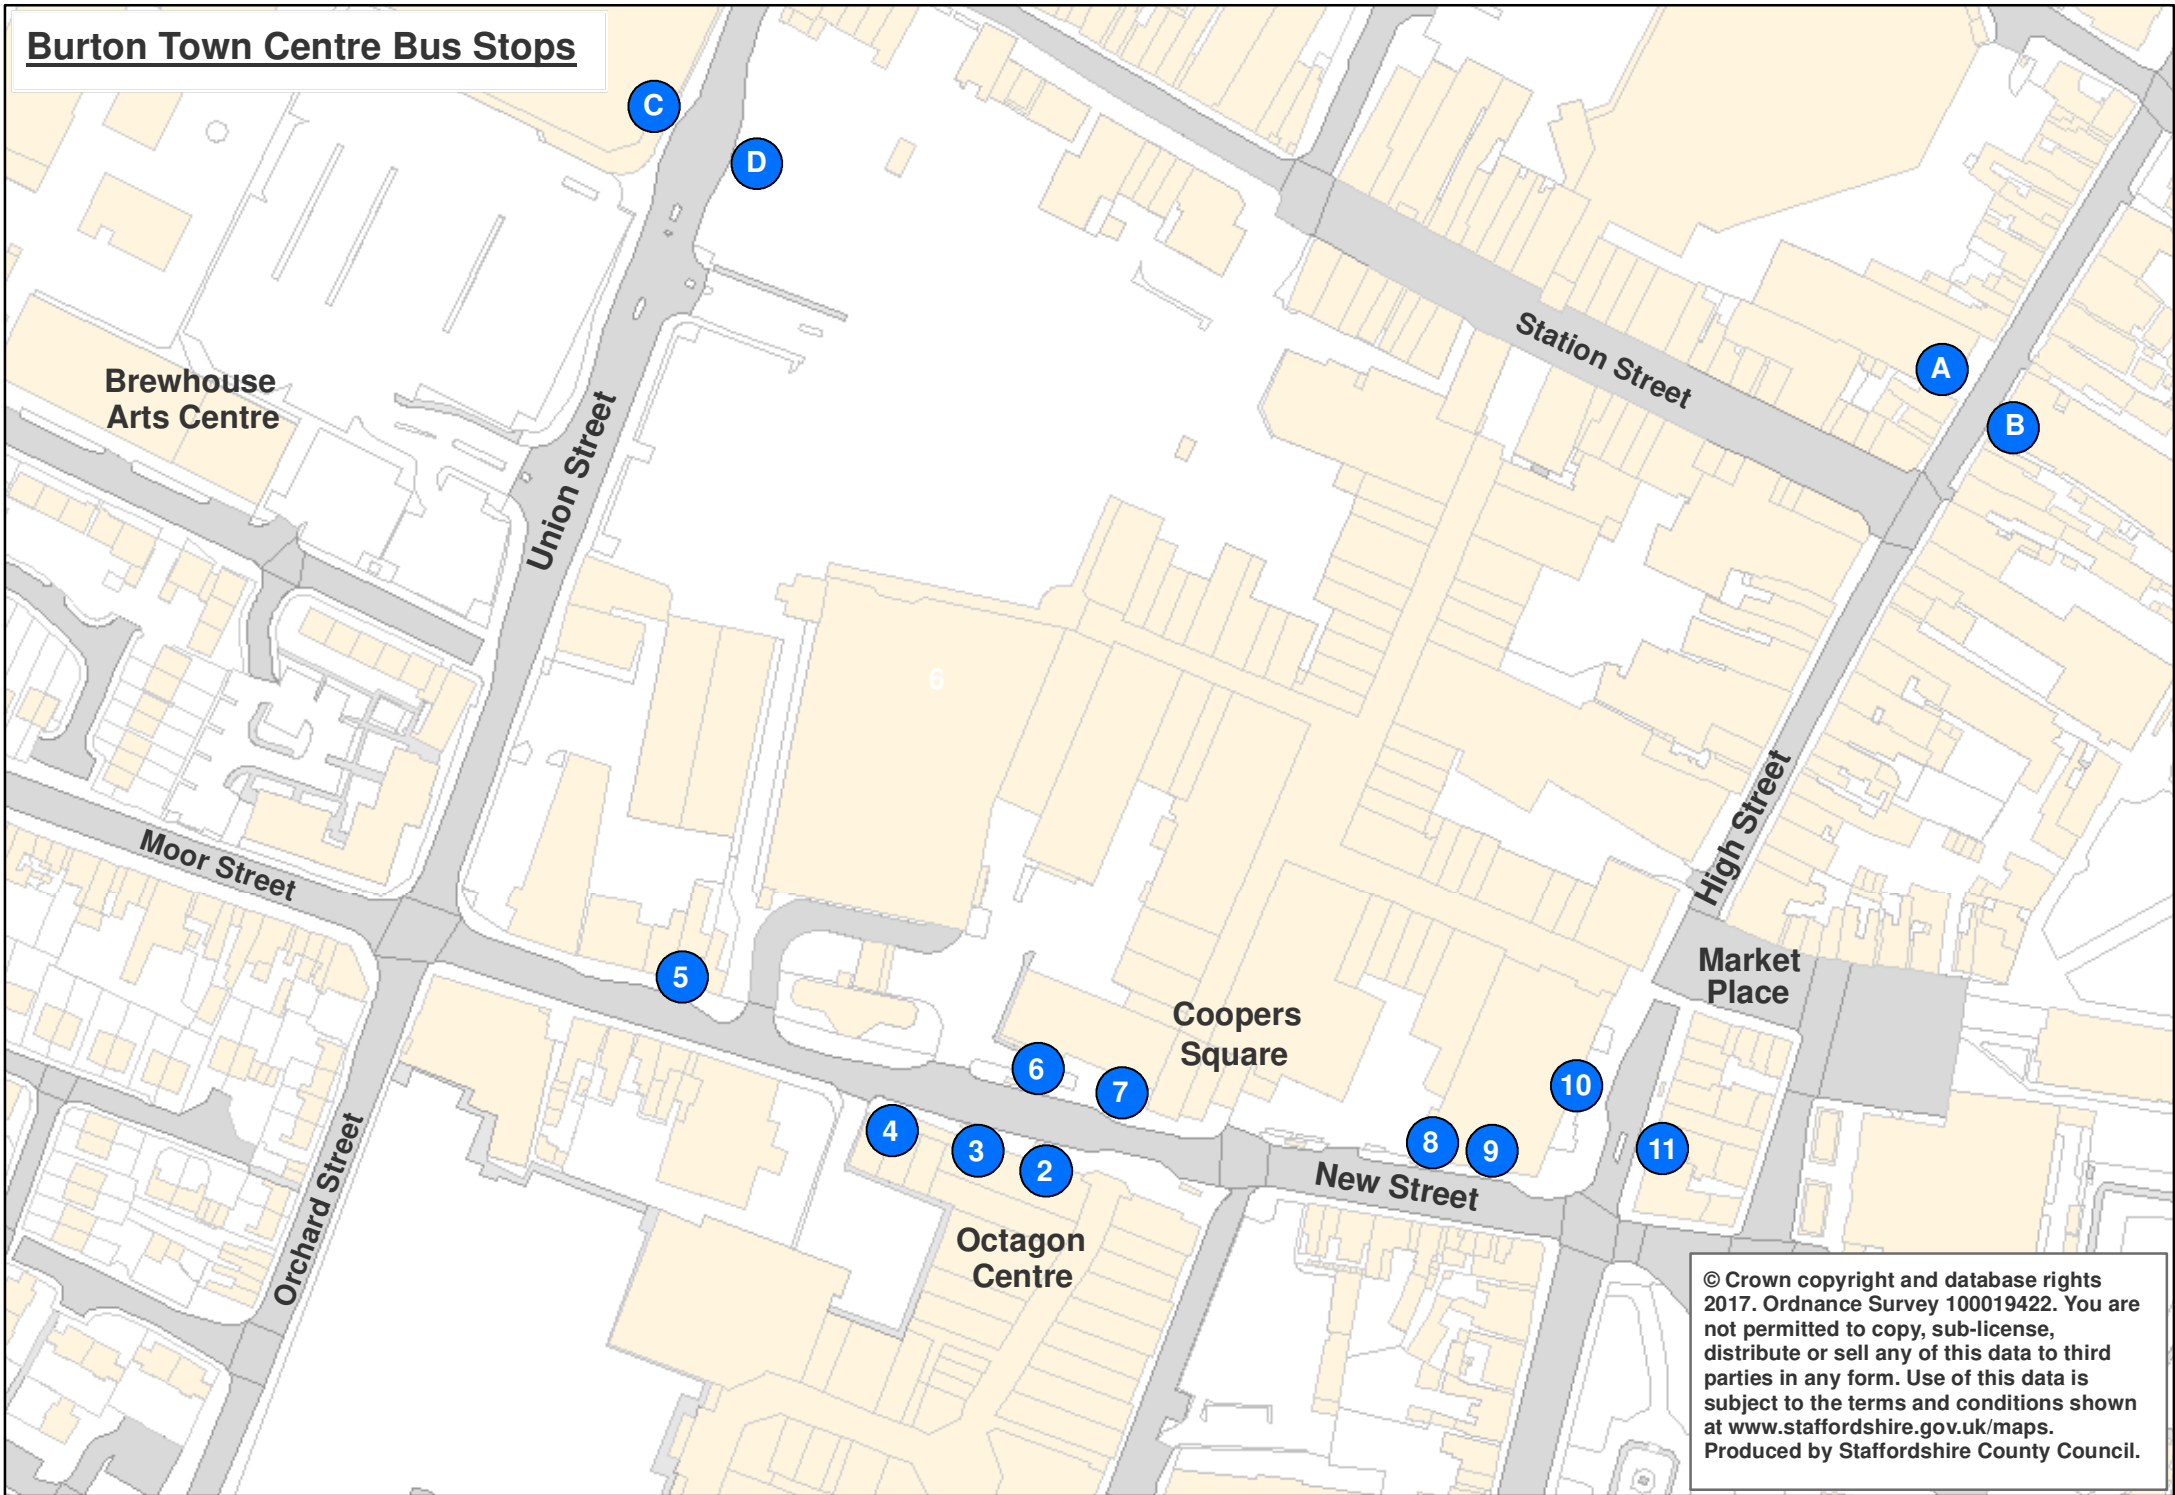 Burton Town Centre Bus Stops
C
D
Station Street
A
B
Brewhouse
Arts Centre
Union Street
6
High Street
Moor Street
Market
Place
5
Coopers
Square
6
7
10
4
3
2
8
9
11
New Street
Orchard Street
Octagon
Centre
© Crown copyright and database rights
2017. Ordnance Survey 100019422. You are
not permitted to copy, sub-license,
distribute or sell any of this data to third
parties in any form. Use of this data is
subject to the terms and conditions shown
at www.staffordshire.gov.uk/maps.
Produced by Staffordshire County Council.